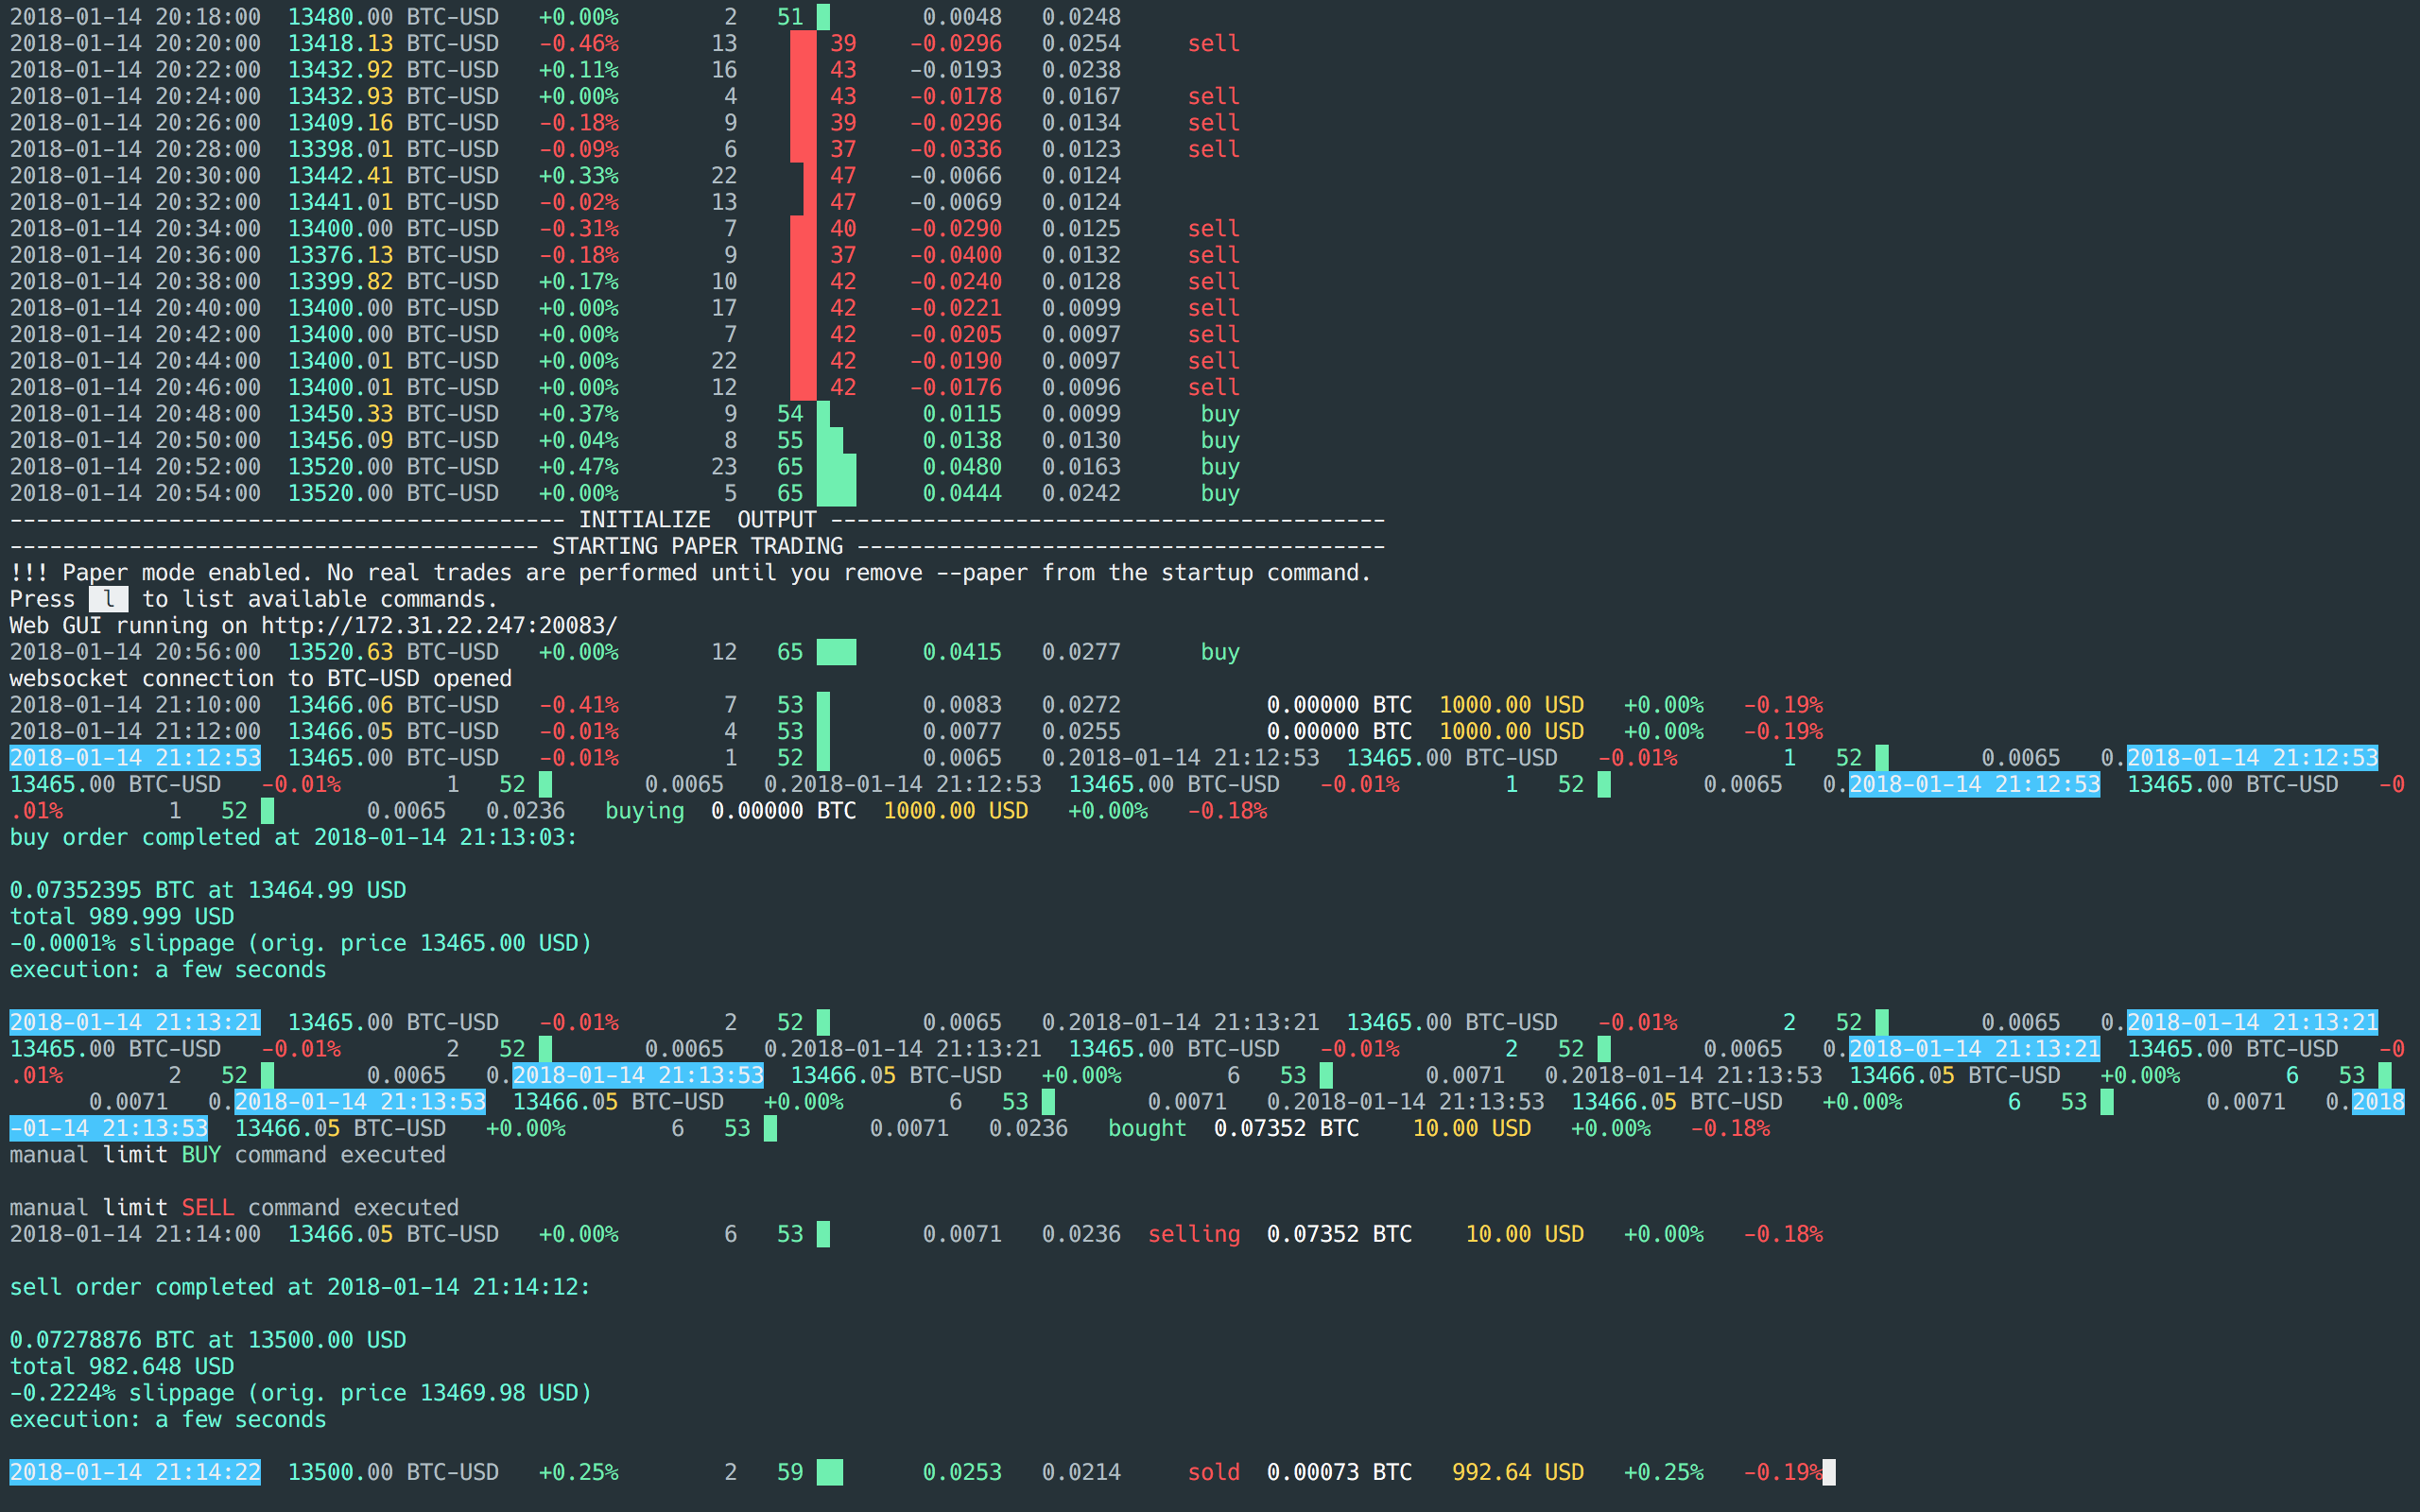 2018-01-14 20:18:00  13480.00 BTC-USD   +0.00%        2   51       0.0048   0.0248
2018-01-14 20:20:00  13418.13 BTC-USD   -0.46%       13       39    -0.0296   0.0254     sell
2018-01-14 20:22:00  13432.92 BTC-USD   +0.11%       16       43    -0.0193   0.0238
2018-01-14 20:24:00  13432.93 BTC-USD   +0.00%        4       43    -0.0178   0.0167     sell
2018-01-14 20:26:00  13409.16 BTC-USD   -0.18%        9       39    -0.0296   0.0134     sell
2018-01-14 20:28:00  13398.01 BTC-USD   -0.09%        6       37    -0.0336   0.0123     sell
2018-01-14 20:30:00  13442.41 BTC-USD   +0.33%       22       47    -0.0066   0.0124
2018-01-14 20:32:00  13441.01 BTC-USD   -0.02%       13       47    -0.0069   0.0124
2018-01-14 20:34:00  13400.00 BTC-USD   -0.31%        7       40    -0.0290   0.0125     sell
2018-01-14 20:36:00  13376.13 BTC-USD   -0.18%        9       37    -0.0400   0.0132     sell
2018-01-14 20:38:00  13399.82 BTC-USD   +0.17%       10       42    -0.0240   0.0128     sell
2018-01-14 20:40:00  13400.00 BTC-USD   +0.00%       17       42    -0.0221   0.0099     sell
2018-01-14 20:42:00  13400.00 BTC-USD   +0.00%        7       42    -0.0205   0.0097     sell
2018-01-14 20:44:00  13400.01 BTC-USD   +0.00%       22       42    -0.0190   0.0097     sell
2018-01-14 20:46:00  13400.01 BTC-USD   +0.00%       12       42    -0.0176   0.0096     sell
2018-01-14 20:48:00  13450.33 BTC-USD   +0.37%        9   54       0.0115   0.0099      buy
2018-01-14 20:50:00  13456.09 BTC-USD   +0.04%        8   55       0.0138   0.0130      buy
2018-01-14 20:52:00  13520.00 BTC-USD   +0.47%       23   65       0.0480   0.0163      buy
2018-01-14 20:54:00  13520.00 BTC-USD   +0.00%        5   65       0.0444   0.0242      buy
------------------------------------------ INITIALIZE  OUTPUT ------------------------------------------
---------------------------------------- STARTING PAPER TRADING ----------------------------------------
!!! Paper mode enabled. No real trades are performed until you remove --paper from the startup command.
Press  l  to list available commands.
Web GUI running on http://172.31.22.247:20083/
2018-01-14 20:56:00  13520.63 BTC-USD   +0.00%       12   65       0.0415   0.0277      buy
websocket connection to BTC-USD opened
2018-01-14 21:10:00  13466.06 BTC-USD   -0.41%        7   53       0.0083   0.0272           0.00000 BTC  1000.00 USD   +0.00%   -0.19%
2018-01-14 21:12:00  13466.05 BTC-USD   -0.01%        4   53       0.0077   0.0255           0.00000 BTC  1000.00 USD   +0.00%   -0.19%
2018-01-14 21:12:53  13465.00 BTC-USD   -0.01%        1   52       0.0065   0.2018-01-14 21:12:53  13465.00 BTC-USD   -0.01%        1   52       0.0065   0.2018-01-14 21:12:53
13465.00 BTC-USD   -0.01%        1   52       0.0065   0.2018-01-14 21:12:53  13465.00 BTC-USD   -0.01%        1   52       0.0065   0.2018-01-14 21:12:53  13465.00 BTC-USD   -0
.01%        1   52       0.0065   0.0236   buying  0.00000 BTC  1000.00 USD   +0.00%   -0.18%
buy order completed at 2018-01-14 21:13:03:
0.07352395 BTC at 13464.99 USD
total 989.999 USD
-0.0001% slippage (orig. price 13465.00 USD)
execution: a few seconds
2018-01-14 21:13:21  13465.00 BTC-USD   -0.01%        2   52       0.0065   0.2018-01-14 21:13:21  13465.00 BTC-USD   -0.01%        2   52       0.0065   0.2018-01-14 21:13:21
13465.00 BTC-USD   -0.01%        2   52       0.0065   0.2018-01-14 21:13:21  13465.00 BTC-USD   -0.01%        2   52       0.0065   0.2018-01-14 21:13:21  13465.00 BTC-USD   -0
.01%        2   52       0.0065   0.2018-01-14 21:13:53  13466.05 BTC-USD   +0.00%        6   53       0.0071   0.2018-01-14 21:13:53  13466.05 BTC-USD   +0.00%        6   53
0.0071   0.2018-01-14 21:13:53  13466.05 BTC-USD   +0.00%        6   53       0.0071   0.2018-01-14 21:13:53  13466.05 BTC-USD   +0.00%        6   53       0.0071   0.2018
-01-14 21:13:53  13466.05 BTC-USD   +0.00%        6   53       0.0071   0.0236   bought  0.07352 BTC    10.00 USD   +0.00%   -0.18%
manual limit BUY command executed
manual limit SELL command executed
2018-01-14 21:14:00  13466.05 BTC-USD   +0.00%        6   53       0.0071   0.0236  selling  0.07352 BTC    10.00 USD   +0.00%   -0.18%
sell order completed at 2018-01-14 21:14:12:
0.07278876 BTC at 13500.00 USD
total 982.648 USD
-0.2224% slippage (orig. price 13469.98 USD)
execution: a few seconds
2018-01-14 21:14:22  13500.00 BTC-USD   +0.25%        2   59       0.0253   0.0214     sold  0.00073 BTC   992.64 USD   +0.25%   -0.19%